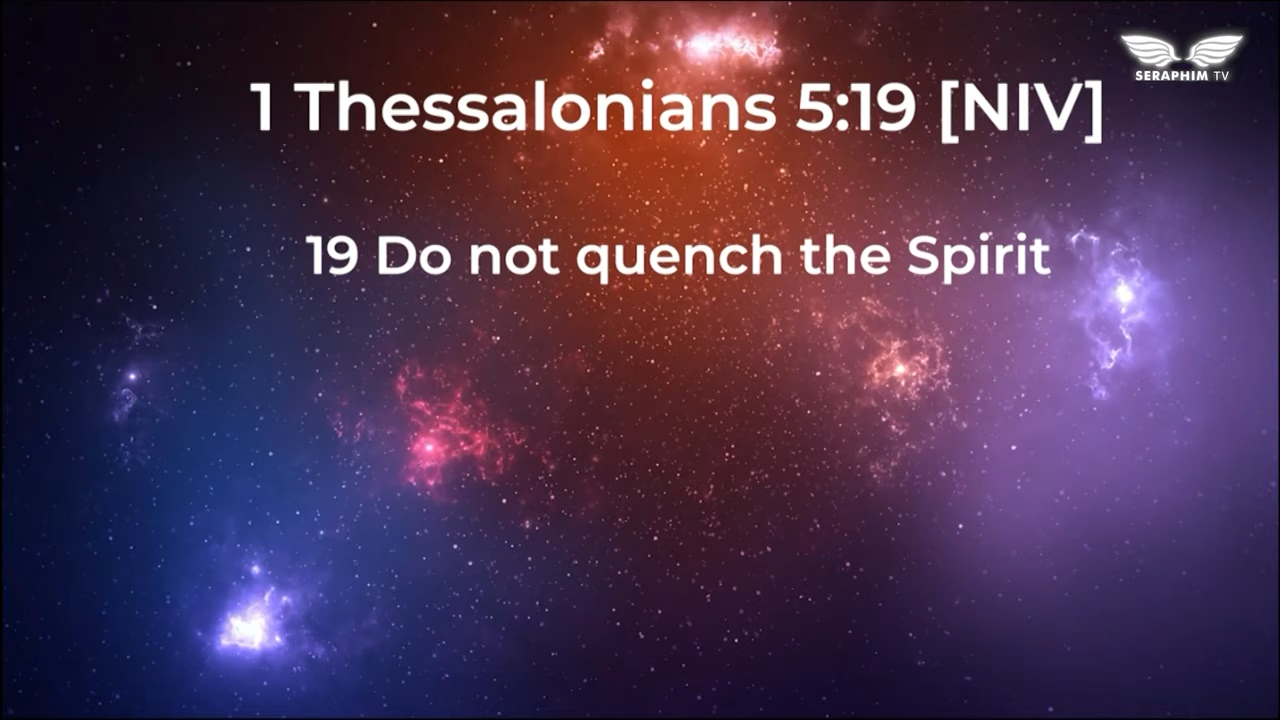 SERAPHIM TV
1 Thessalonians 5:19 [NIV]
19 Do not quench the Spirit